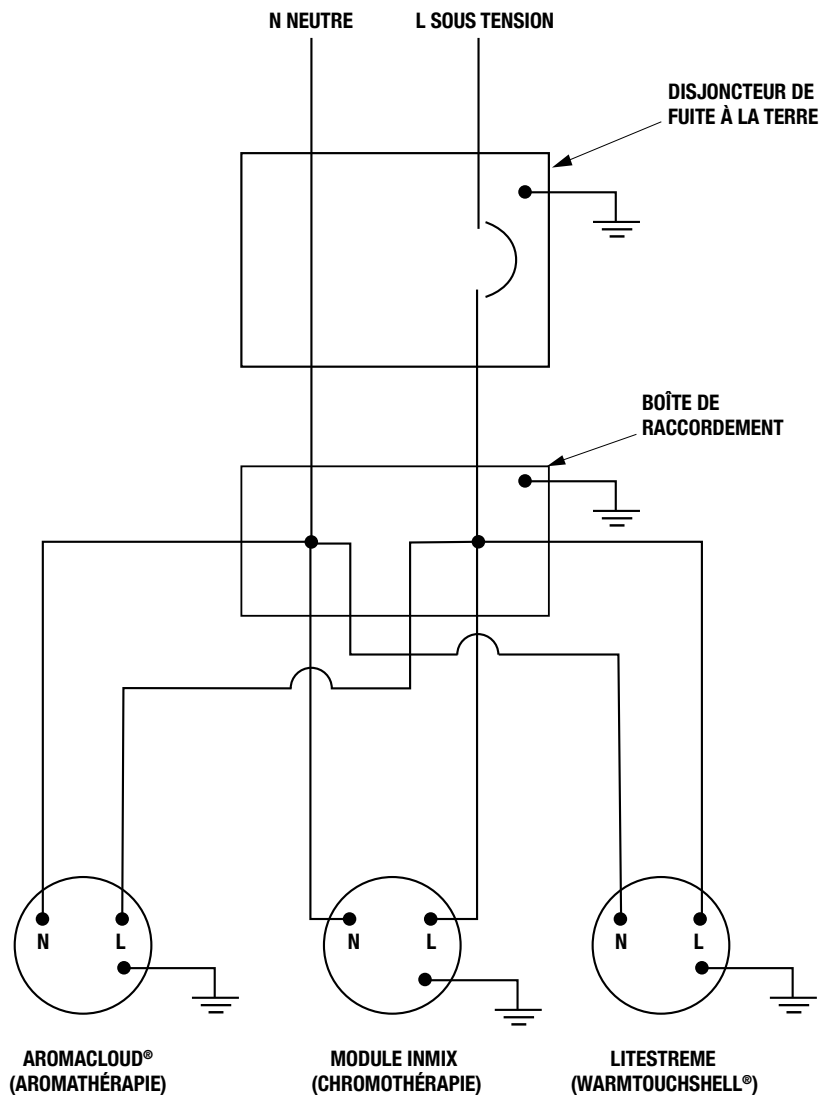 N NEUTRE
L SOUS TENSION
DISJONCTEUR DE
FUITE À LA TERRE
BOÎTE DE
RACCORDEMENT
N
L
N
L
N
L
AROMACLOUD®
(AROMATHÉRAPIE)
MODULE INMIX
(CHROMOTHÉRAPIE)
LITESTREME
(WARMTOUCHSHELL®)